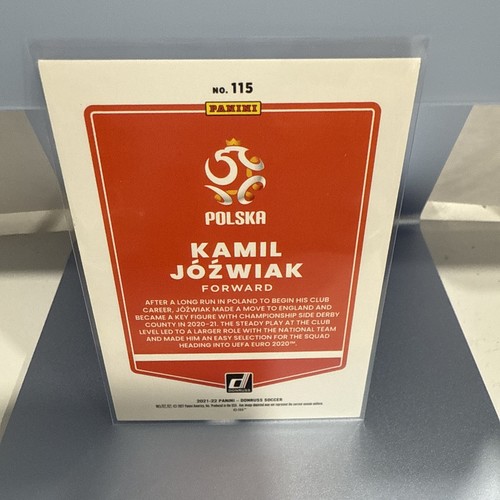 NO. 115
PANINI
POLSKA
KAMIL
JÓŹWIAK
FORWARD
AFTER A LONG RUN IN POLAND TO BEGIN HIS CLUB
CAREER, JÓŹWIAK MADE A MOVE TO ENGLAND AND
BECAME A KEY FIGURE WITH CHAMPIONSHIP SIDE DERBY
COUNTY IN 2020-21. THE STEADY PLAY AT THE CLUB
LEVEL LED TO A LARGER ROLE WITH THE NATIONAL TEAM
AND MADE HIM AN EASY SELECTION FOR THE SQUAD
HEADING INTO UEFA EURO 2020™.
DONRUSS
2021-22 PANINI - DONRUSS SOCCER